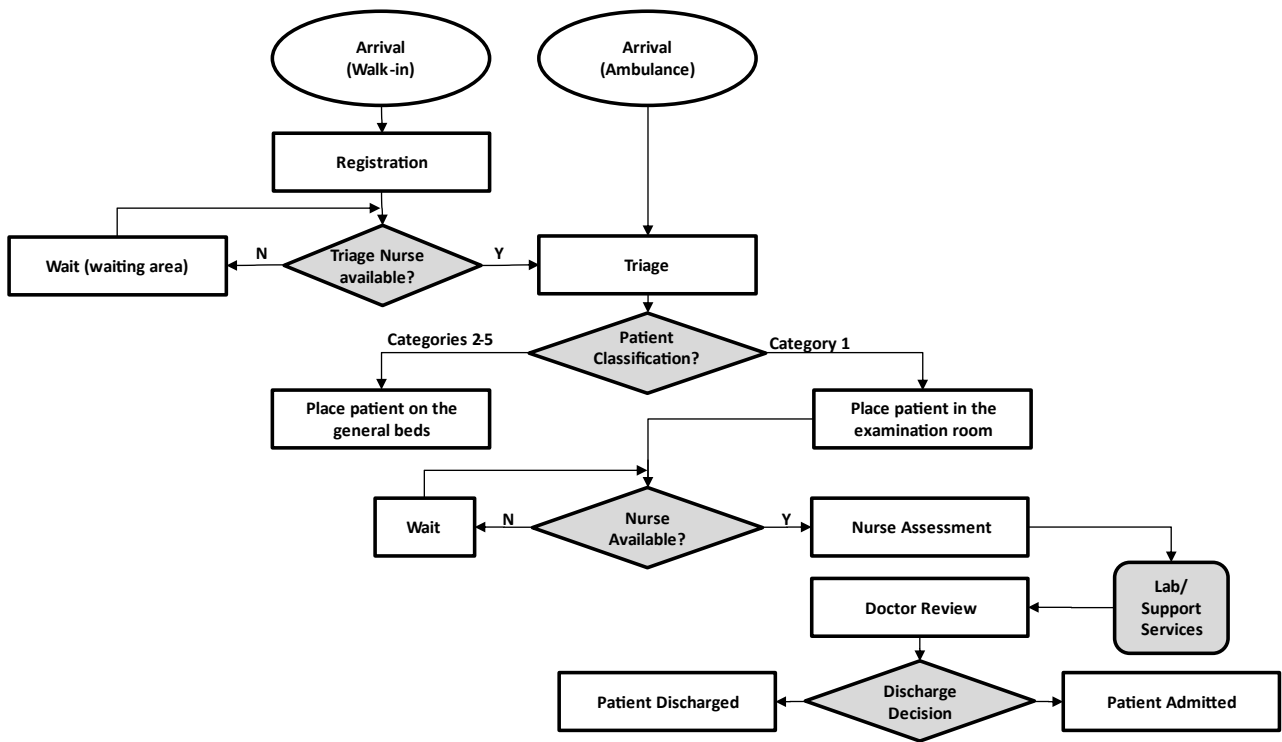 Arrival
(Walk-in)
Arrival
(Ambulance)
Registration
Wait (waiting area)
N
Triage Nurse
available?
Y
Triage
Categories 2-5
Patient
Classification?
Category 1
Place patient on the
general beds
Place patient in the
examination room
Wait
N
Nurse
Available?
Y
Nurse Assessment
Lab/
Support
Services
Doctor Review
Patient Discharged
Discharge
Decision
Patient Admitted